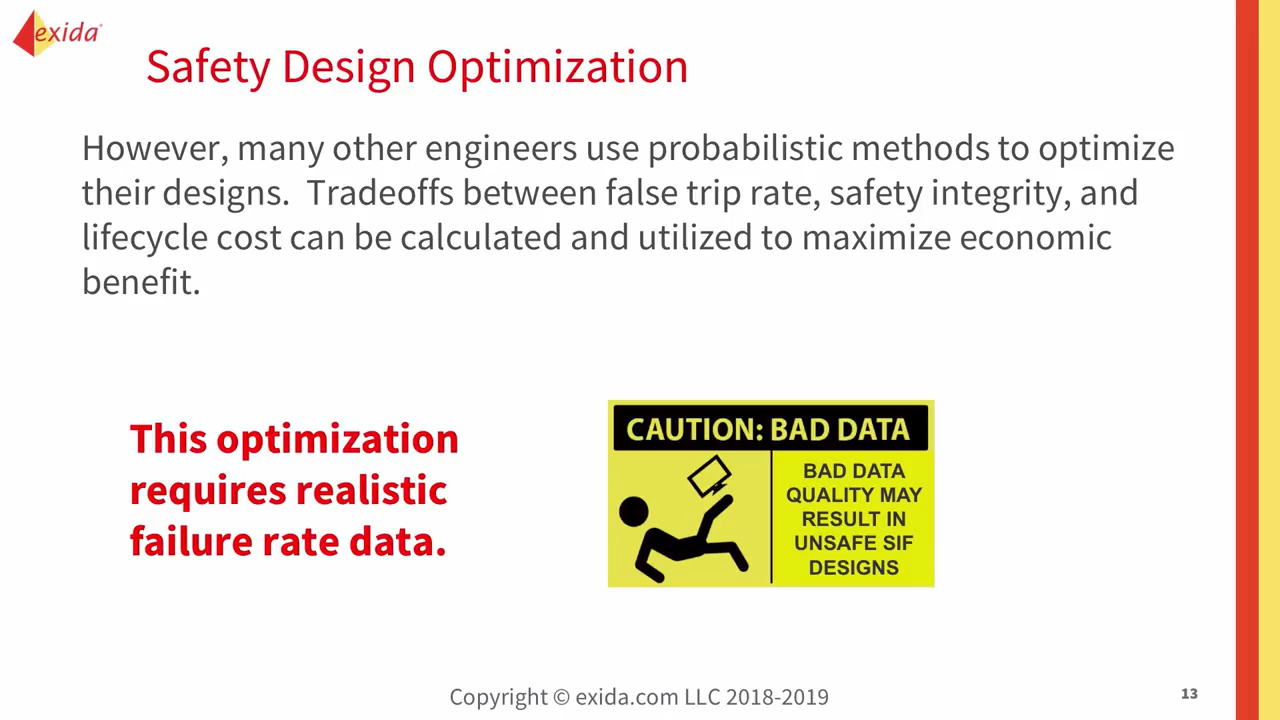 exida
Safety Design Optimization
However, many other engineers use probabilistic methods to optimize
their designs.  Tradeoffs between false trip rate, safety integrity, and
lifecycle cost can be calculated and utilized to maximize economic
benefit.
This optimization
requires realistic
failure rate data.
CAUTION: BAD DATA
BAD DATA
QUALITY MAY
RESULT IN
UNSAFE SIF
DESIGNS
Copyright © exida.com LLC 2018-2019
13